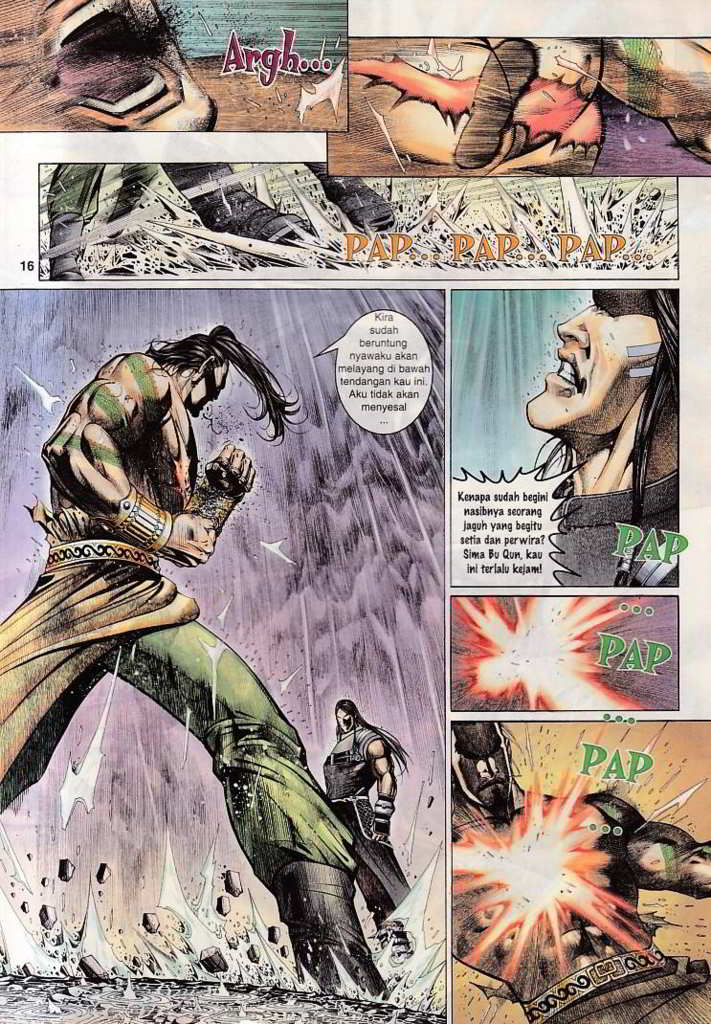 Argh...
PAP... PAP... PAP...
16
Kira
sudah
beruntung
nyawaku akan
melayang di bawah
tendangan kau ini.
Aku tidak akan
menyesal
...
Kenapa sudah begini
nasibnya seorang
jaguh yang begitu
setia dan perwira?
Sima Bu Qun, kau
ini terlalu kejam!
PAP
...
PAP
...
PAP
...